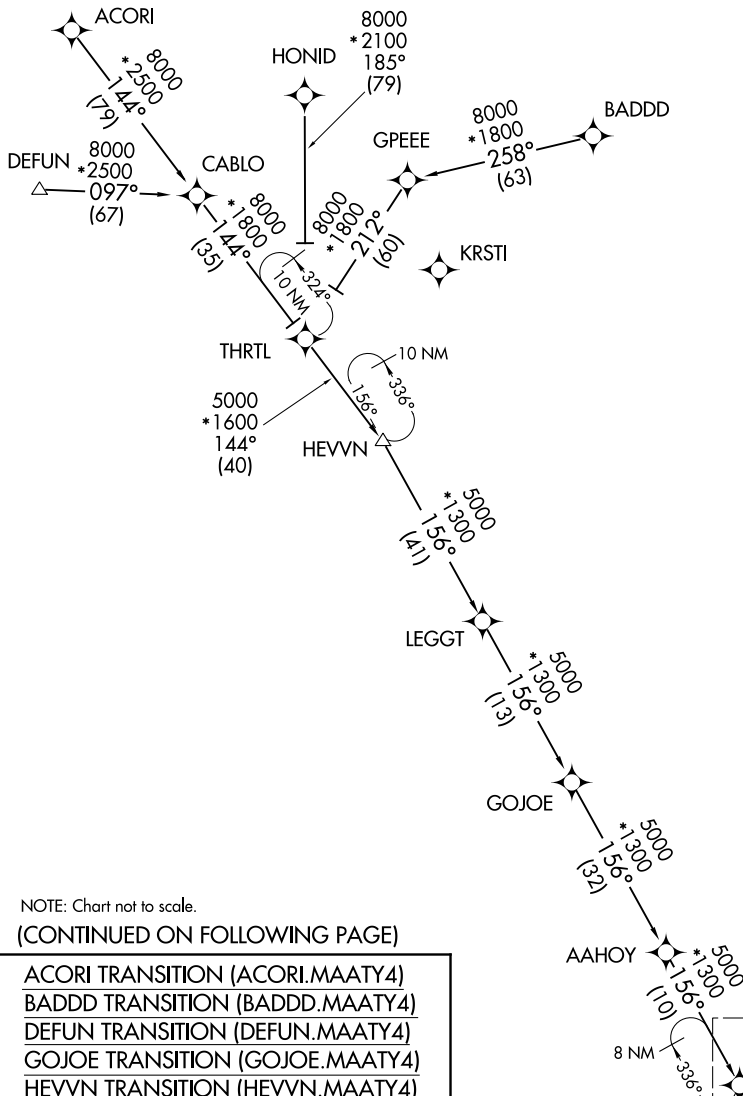 ACORI
8000
*2500
144°
(79)
HONID
8000
*2100
185°
(79)
BADDD
8000
*1800
258°
(63)
GPEEE
DEFUN
8000
*2500
097°
(67)
CABLO
8000
*1800
144°
(35)
8000
*1800
212°
(60)
KRSTI
10 NM
324°
THRTL
5000
*1600
144°
(40)
10 NM
336°
156°
HEVVN
5000
*1300
156°
(41)
LEGGT
5000
*1300
156°
(13)
GOJOE
5000
*1300
156°
(32)
AAHOY
5000
*1300
156°
(10)
8 NM
336°
NOTE: Chart not to scale.
(CONTINUED ON FOLLOWING PAGE)
ACORI TRANSITION (ACORI.MAATY4)
BADDD TRANSITION (BADDD.MAATY4)
DEFUN TRANSITION (DEFUN.MAATY4)
GOJOE TRANSITION (GOJOE.MAATY4)
HEVVN TRANSITION (HEVVN.MAATY4)